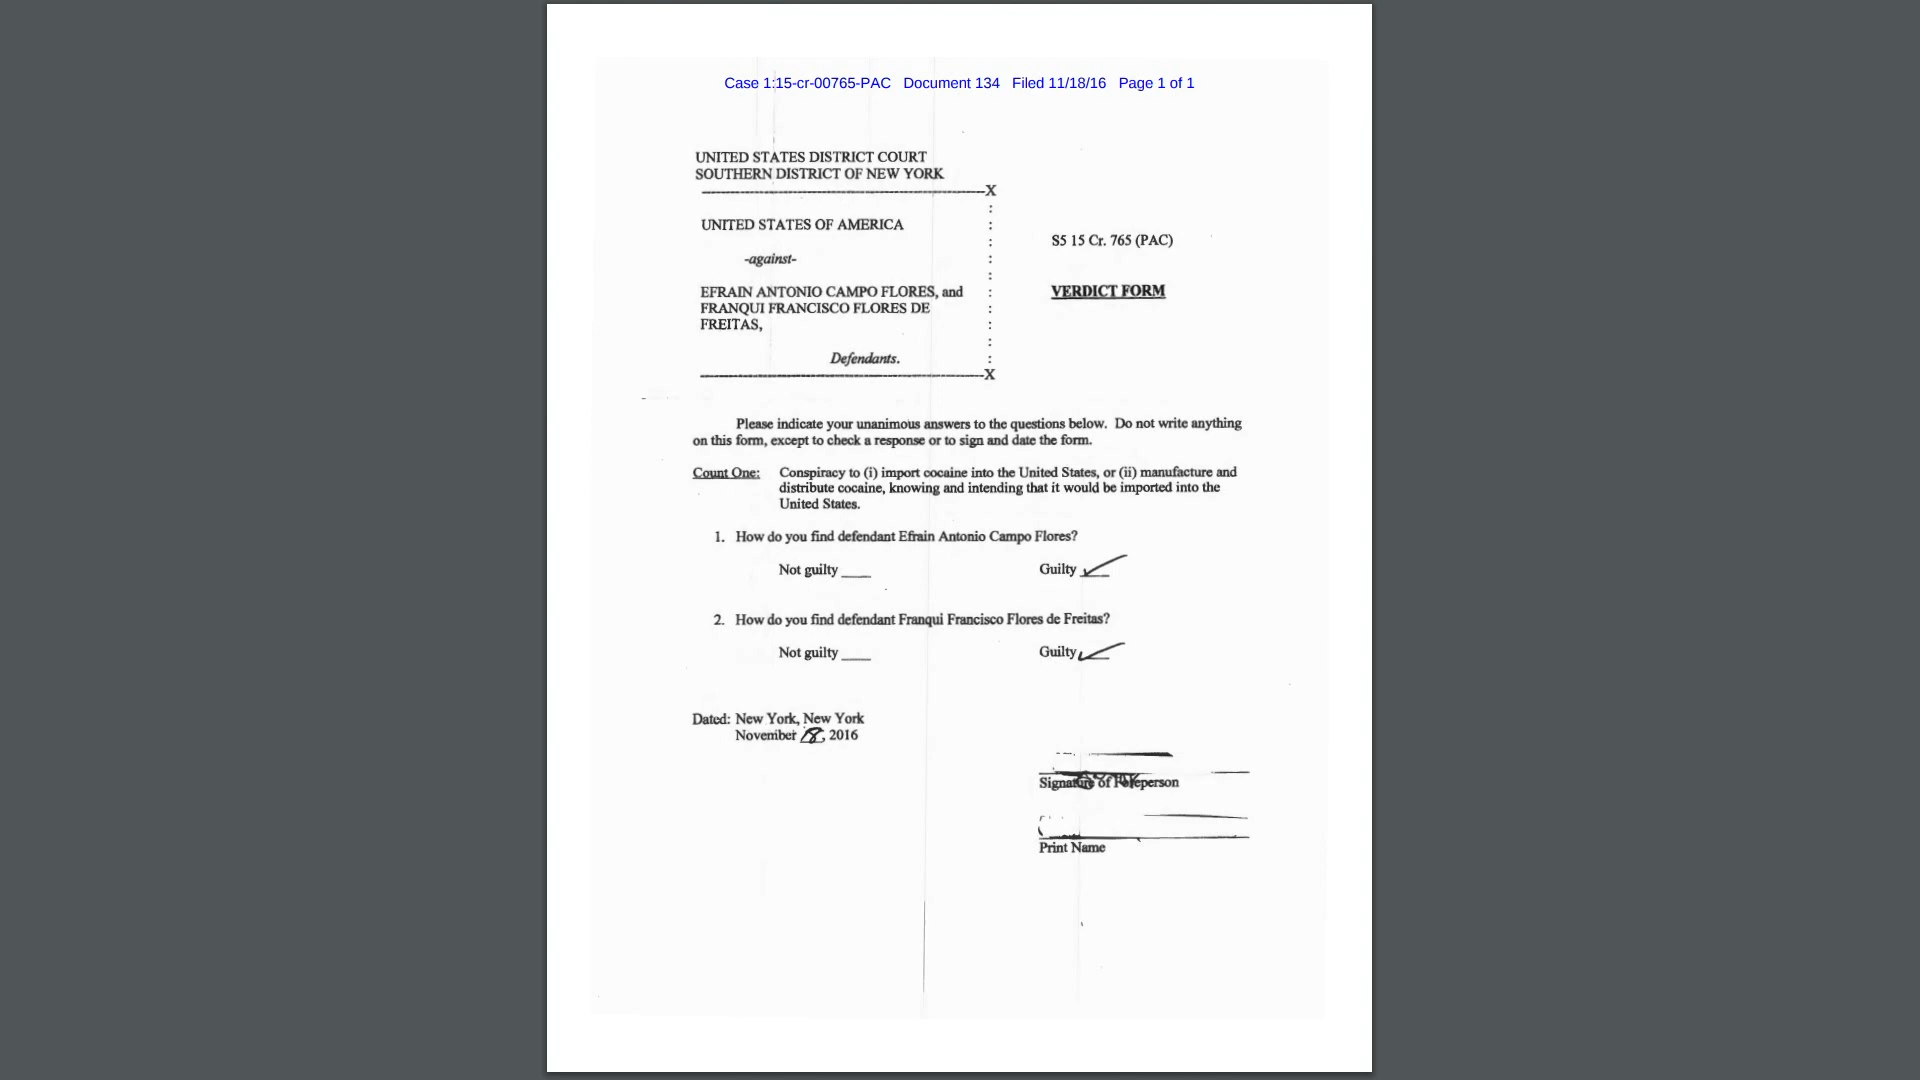 Case 1:15-cr-00765-PAC Document 134 Filed 11/18/16 Page 1 of 1
UNITED STATES DISTRICT COURT
SOUTHERN DISTRICT OF NEW YORK
--------------------------------------------------------X
:
UNITED STATES OF AMERICA :
: S5 15 Cr. 765 (PAC)
-against- :
:
EFRAIN ANTONIO CAMPO FLORES, and : VERDICT FORM
FRANQUI FRANCISCO FLORES DE :
FREITAS, :
:
Defendants. :
--------------------------------------------------------X
Please indicate your unanimous answers to the questions below. Do not write anything
on this form, except to check a response or to sign and date the form.
Count One: Conspiracy to (i) import cocaine into the United States, or (ii) manufacture and
distribute cocaine, knowing and intending that it would be imported into the
United States.
1. How do you find defendant Efrain Antonio Campo Flores?
Not guilty ____ Guilty ✓
2. How do you find defendant Franqui Francisco Flores de Freitas?
Not guilty ____ Guilty ✓
Dated: New York, New York
November 18, 2016
Signature of Foreperson
Print Name